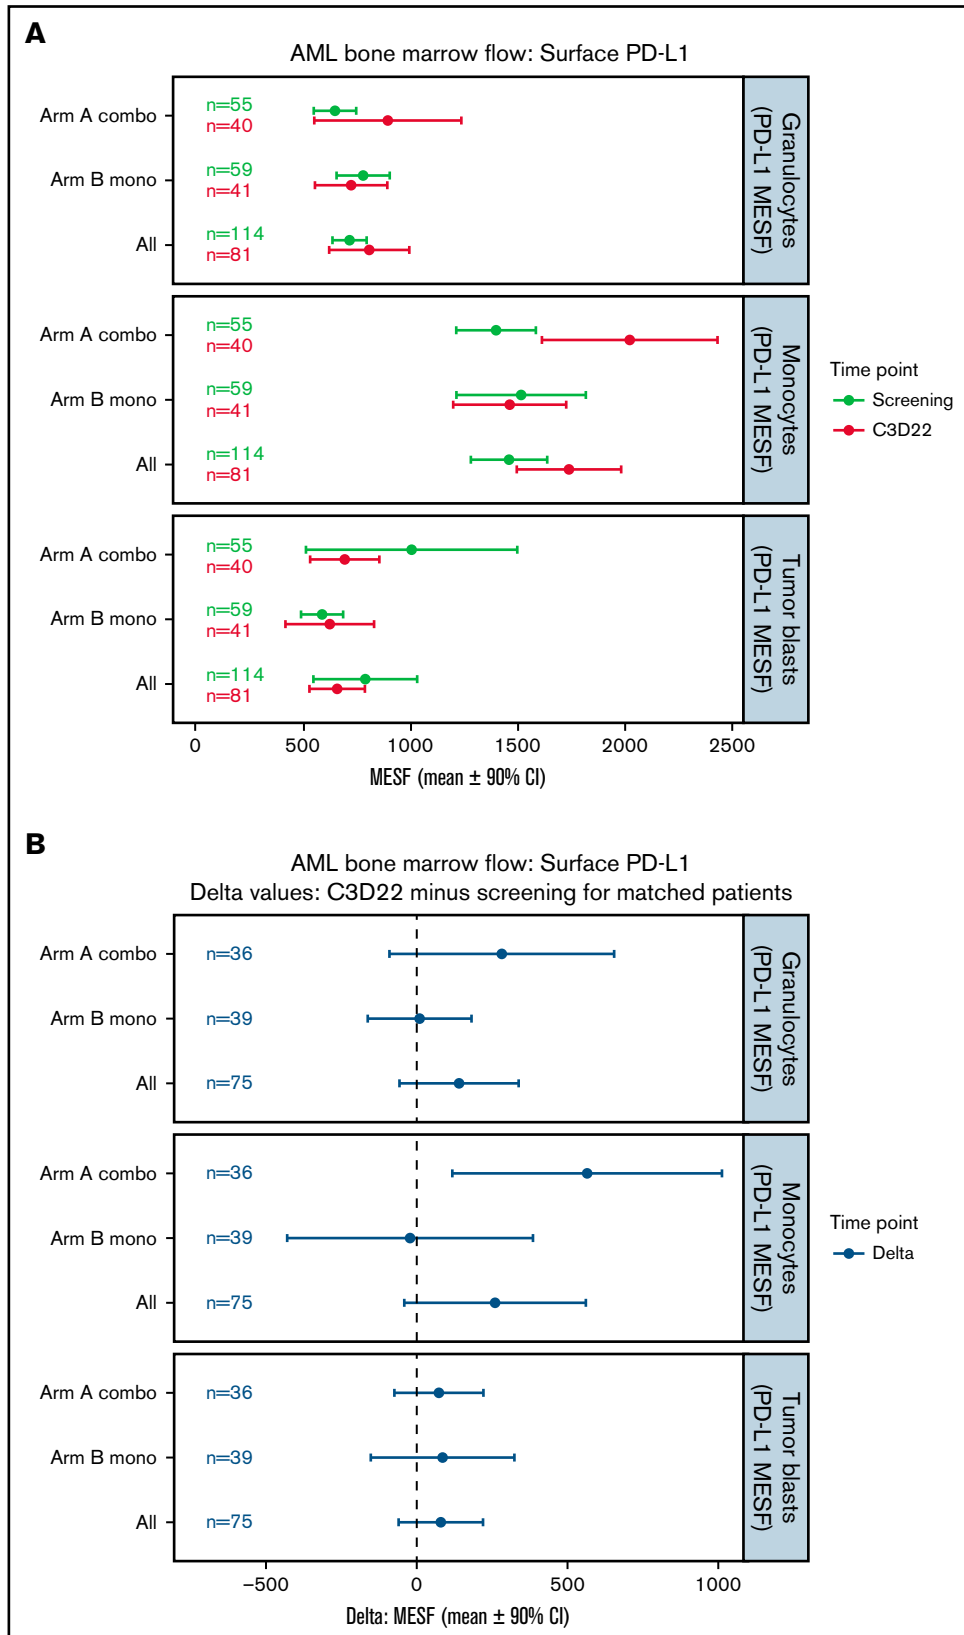 A
AML bone marrow flow: Surface PD-L1
Arm A combo
n=55
n=40
Arm B mono
n=59
n=41
All
n=114
n=81
Granulocytes
(PD-L1 MESF)
Arm A combo
n=55
n=40
Arm B mono
n=59
n=41
All
n=114
n=81
Monocytes
(PD-L1 MESF)
Arm A combo
n=55
n=40
Arm B mono
n=59
n=41
All
n=114
n=81
Tumor blasts
(PD-L1 MESF)
0 500 1000 1500 2000 2500
MESF (mean ± 90% CI)
Time point
Screening
C3D22
B
AML bone marrow flow: Surface PD-L1
Delta values: C3D22 minus screening for matched patients
Arm A combo n=36
Arm B mono n=39
All n=75
Granulocytes
(PD-L1 MESF)
Arm A combo n=36
Arm B mono n=39
All n=75
Monocytes
(PD-L1 MESF)
Arm A combo n=36
Arm B mono n=39
All n=75
Tumor blasts
(PD-L1 MESF)
−500 0 500 1000
Delta: MESF (mean ± 90% CI)
Time point
Delta